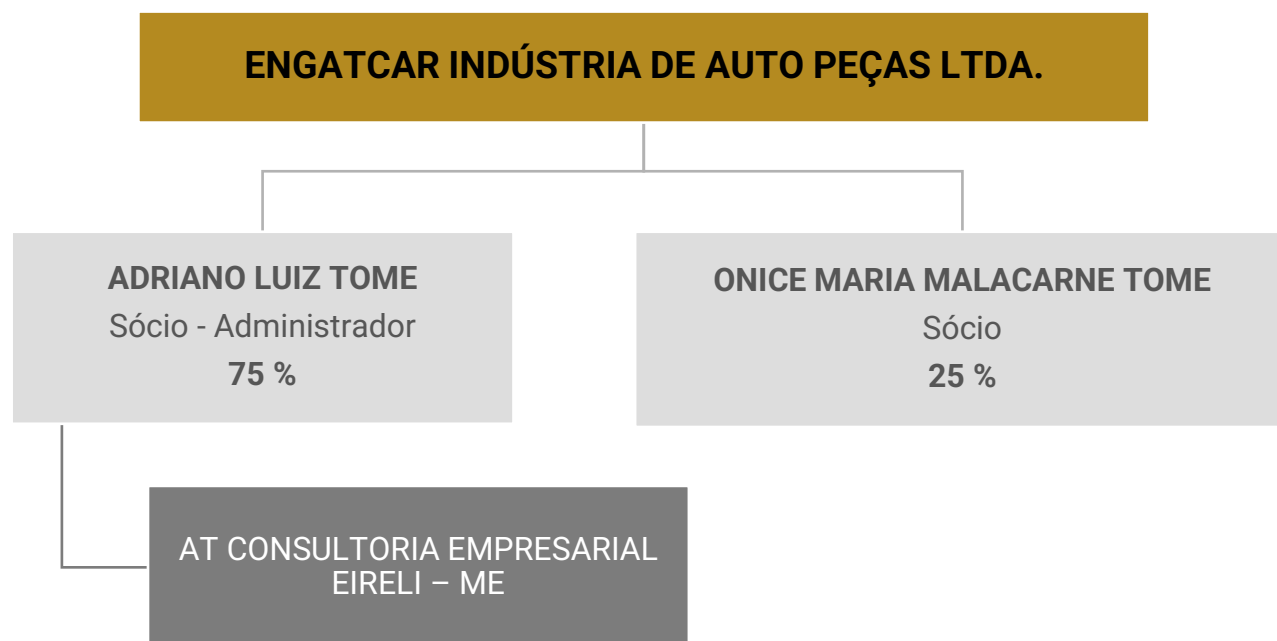 ENGATCAR INDÚSTRIA DE AUTO PEÇAS LTDA.
ADRIANO LUIZ TOME
Sócio - Administrador
75 %
ONICE MARIA MALACARNE TOME
Sócio
25 %
AT CONSULTORIA EMPRESARIAL
EIRELI – ME